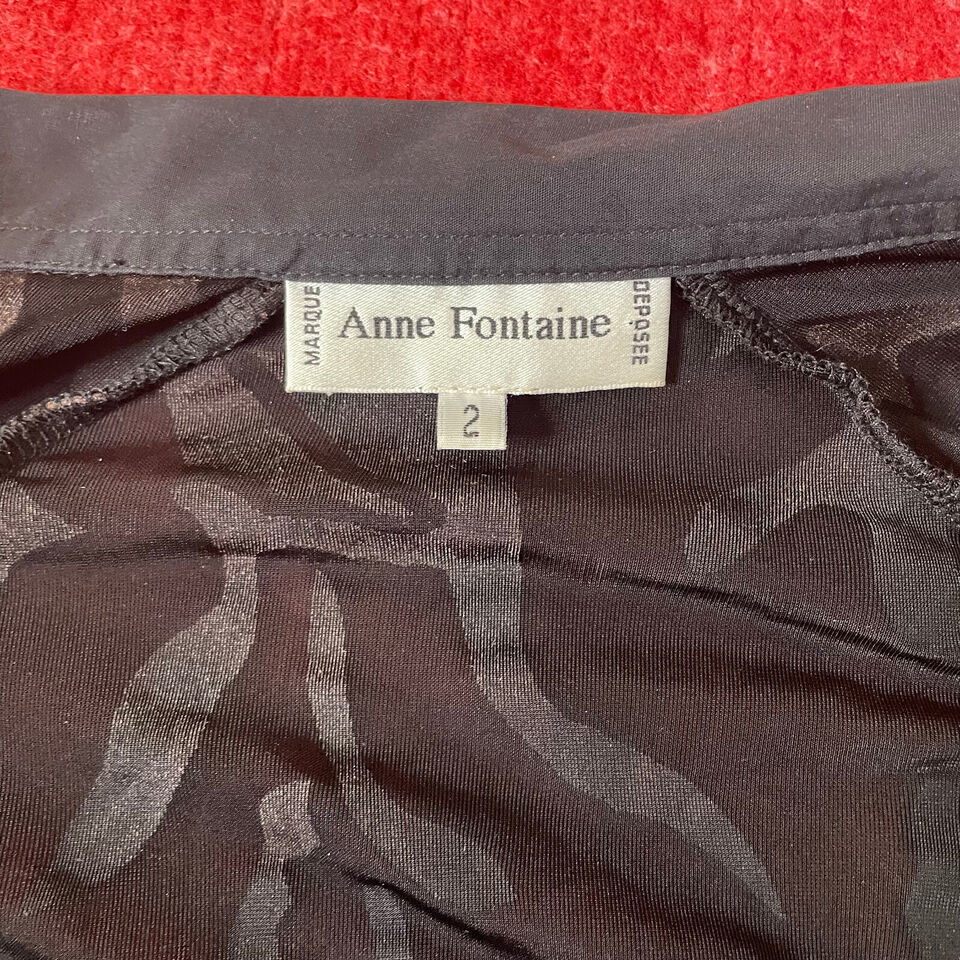 MARQUE
Anne Fontaine
DEPOSEE
2